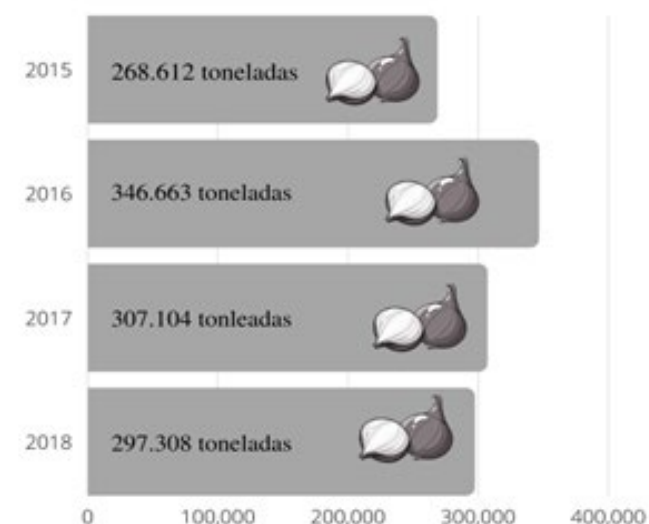 2015 268.612 toneladas
2016 346.663 toneladas
2017 307.104 tonleadas
2018 297.308 toneladas
0 100,000 200,000 300,000 400,000